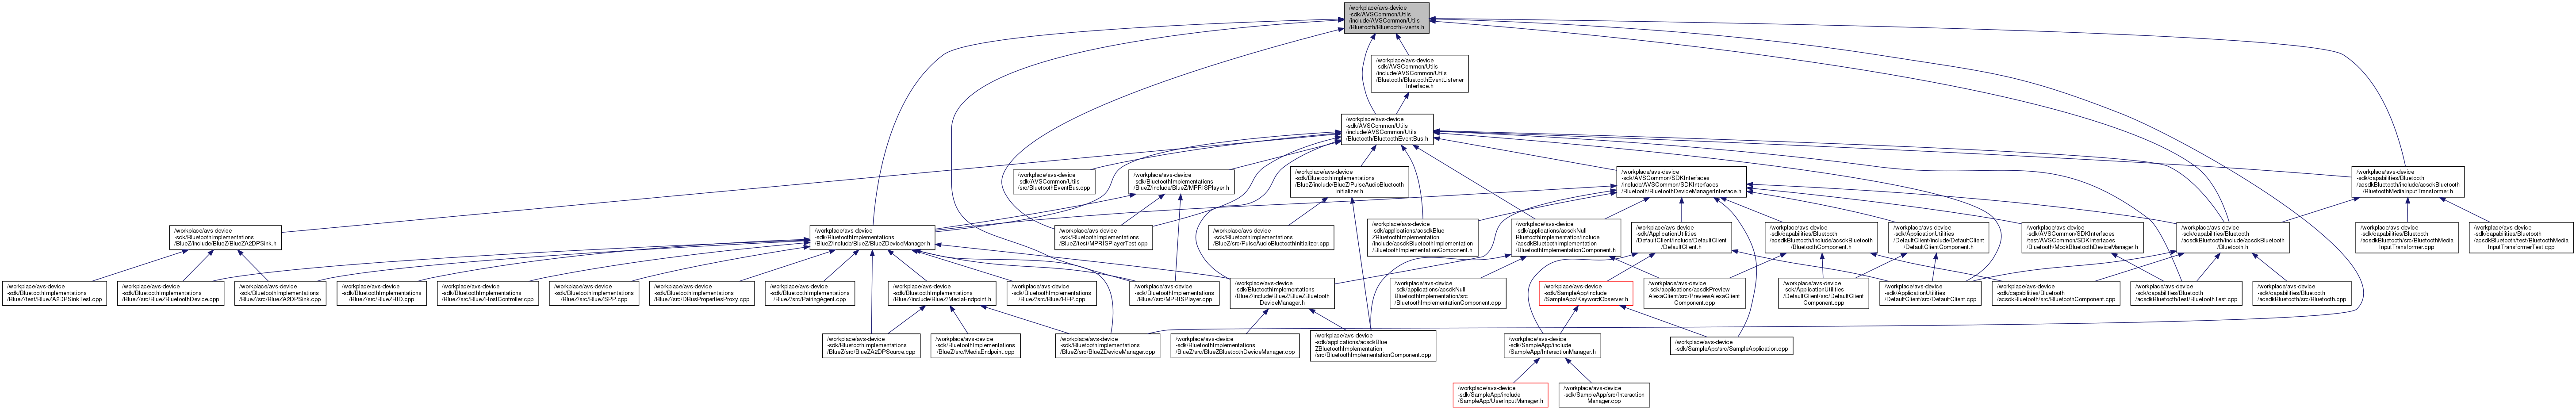 /workplace/avs-device
-sdk/AVSCommon/Utils
/include/AVSCommon/Utils
/Bluetooth/BluetoothEvents.h
/workplace/avs-device
-sdk/AVSCommon/Utils
/include/AVSCommon/Utils
/Bluetooth/BluetoothEventListener
Interface.h
/workplace/avs-device
-sdk/AVSCommon/Utils
/include/AVSCommon/Utils
/Bluetooth/BluetoothEventBus.h
/workplace/avs-device
-sdk/AVSCommon/Utils
/src/BluetoothEventBus.cpp
/workplace/avs-device
-sdk/BluetoothImplementations
/BlueZ/include/BlueZ/MPRISPlayer.h
/workplace/avs-device
-sdk/BluetoothImplementations
/BlueZ/include/BlueZ/PulseAudioBluetooth
Initializer.h
/workplace/avs-device
-sdk/AVSCommon/SDKInterfaces
/include/AVSCommon/SDKInterfaces
/Bluetooth/BluetoothDeviceManagerInterface.h
/workplace/avs-device
-sdk/capabilities/Bluetooth
/acsdkBluetooth/include/acsdkBluetooth
/BluetoothMediaInputTransformer.h
/workplace/avs-device
-sdk/BluetoothImplementations
/BlueZ/include/BlueZ/BlueZA2DPSink.h
/workplace/avs-device
-sdk/BluetoothImplementations
/BlueZ/include/BlueZ/BlueZDeviceManager.h
/workplace/avs-device
-sdk/BluetoothImplementations
/BlueZ/test/MPRISPlayerTest.cpp
/workplace/avs-device
-sdk/BluetoothImplementations
/BlueZ/src/PulseAudioBluetoothInitializer.cpp
/workplace/avs-device
-sdk/applications/acsdkBlue
ZBluetoothImplementation
/include/acsdkBluetoothImplementation
/BluetoothImplementationComponent.h
/workplace/avs-device
-sdk/applications/acsdkNull
BluetoothImplementation/include
/acsdkBluetoothImplementation
/BluetoothImplementationComponent.h
/workplace/avs-device
-sdk/ApplicationUtilities
/DefaultClient/include/DefaultClient
/DefaultClient.h
/workplace/avs-device
-sdk/capabilities/Bluetooth
/acsdkBluetooth/include/acsdkBluetooth
/BluetoothComponent.h
/workplace/avs-device
-sdk/ApplicationUtilities
/DefaultClient/include/DefaultClient
/DefaultClientComponent.h
/workplace/avs-device
-sdk/AVSCommon/SDKInterfaces
/test/AVSCommon/SDKInterfaces
/Bluetooth/MockBluetoothDeviceManager.h
/workplace/avs-device
-sdk/capabilities/Bluetooth
/acsdkBluetooth/include/acsdkBluetooth
/Bluetooth.h
/workplace/avs-device
-sdk/capabilities/Bluetooth
/acsdkBluetooth/src/BluetoothMedia
InputTransformer.cpp
/workplace/avs-device
-sdk/capabilities/Bluetooth
/acsdkBluetooth/test/BluetoothMedia
InputTransformerTest.cpp
/workplace/avs-device
-sdk/BluetoothImplementations
/BlueZ/test/BlueZA2DPSinkTest.cpp
/workplace/avs-device
-sdk/BluetoothImplementations
/BlueZ/src/BlueZBluetoothDevice.cpp
/workplace/avs-device
-sdk/BluetoothImplementations
/BlueZ/src/BlueZA2DPSink.cpp
/workplace/avs-device
-sdk/BluetoothImplementations
/BlueZ/src/BlueZHID.cpp
/workplace/avs-device
-sdk/BluetoothImplementations
/BlueZ/src/BlueZHostController.cpp
/workplace/avs-device
-sdk/BluetoothImplementations
/BlueZ/src/BlueZSPP.cpp
/workplace/avs-device
-sdk/BluetoothImplementations
/BlueZ/src/DBusPropertiesProxy.cpp
/workplace/avs-device
-sdk/BluetoothImplementations
/BlueZ/src/PairingAgent.cpp
/workplace/avs-device
-sdk/BluetoothImplementations
/BlueZ/include/BlueZ/MediaEndpoint.h
/workplace/avs-device
-sdk/BluetoothImplementations
/BlueZ/src/BlueZHFP.cpp
/workplace/avs-device
-sdk/BluetoothImplementations
/BlueZ/src/MPRISPlayer.cpp
/workplace/avs-device
-sdk/BluetoothImplementations
/BlueZ/include/BlueZ/BlueZBluetooth
DeviceManager.h
/workplace/avs-device
-sdk/applications/acsdkNull
BluetoothImplementation/src
/BluetoothImplementationComponent.cpp
/workplace/avs-device
-sdk/SampleApp/include
/SampleApp/KeywordObserver.h
/workplace/avs-device
-sdk/applications/acsdkPreview
AlexaClient/src/PreviewAlexaClient
Component.cpp
/workplace/avs-device
-sdk/ApplicationUtilities
/DefaultClient/src/DefaultClient
Component.cpp
/workplace/avs-device
-sdk/ApplicationUtilities
/DefaultClient/src/DefaultClient.cpp
/workplace/avs-device
-sdk/capabilities/Bluetooth
/acsdkBluetooth/src/BluetoothComponent.cpp
/workplace/avs-device
-sdk/capabilities/Bluetooth
/acsdkBluetooth/test/BluetoothTest.cpp
/workplace/avs-device
-sdk/capabilities/Bluetooth
/acsdkBluetooth/src/Bluetooth.cpp
/workplace/avs-device
-sdk/BluetoothImplementations
/BlueZ/src/BlueZA2DPSource.cpp
/workplace/avs-device
-sdk/BluetoothImplementations
/BlueZ/src/MediaEndpoint.cpp
/workplace/avs-device
-sdk/BluetoothImplementations
/BlueZ/src/BlueZDeviceManager.cpp
/workplace/avs-device
-sdk/BluetoothImplementations
/BlueZ/src/BlueZBluetoothDeviceManager.cpp
/workplace/avs-device
-sdk/applications/acsdkBlue
ZBluetoothImplementation
/src/BluetoothImplementationComponent.cpp
/workplace/avs-device
-sdk/SampleApp/include
/SampleApp/InteractionManager.h
/workplace/avs-device
-sdk/SampleApp/src/SampleApplication.cpp
/workplace/avs-device
-sdk/SampleApp/include
/SampleApp/UserInputManager.h
/workplace/avs-device
-sdk/SampleApp/src/Interaction
Manager.cpp